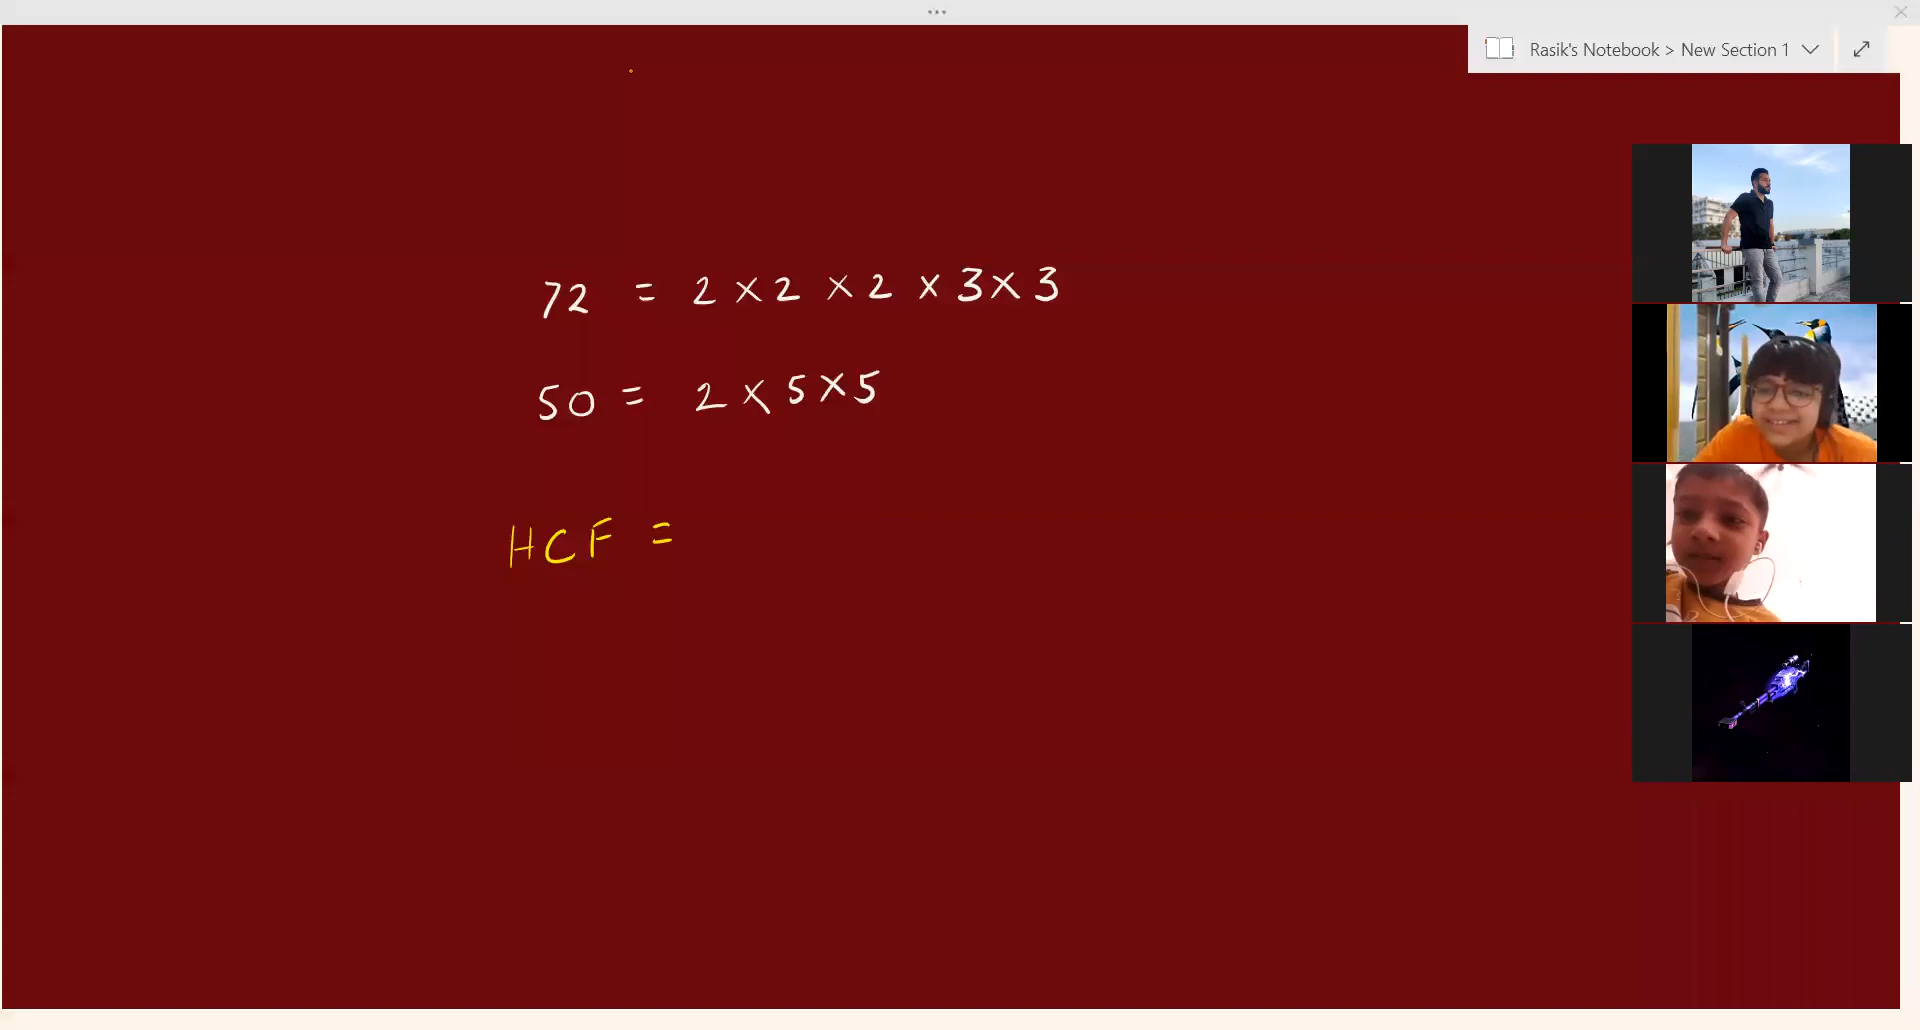 Rasik's Notebook > New Section 1
72 = 2 × 2 × 2 × 3 × 3
50 = 2 × 5 × 5
HCF =